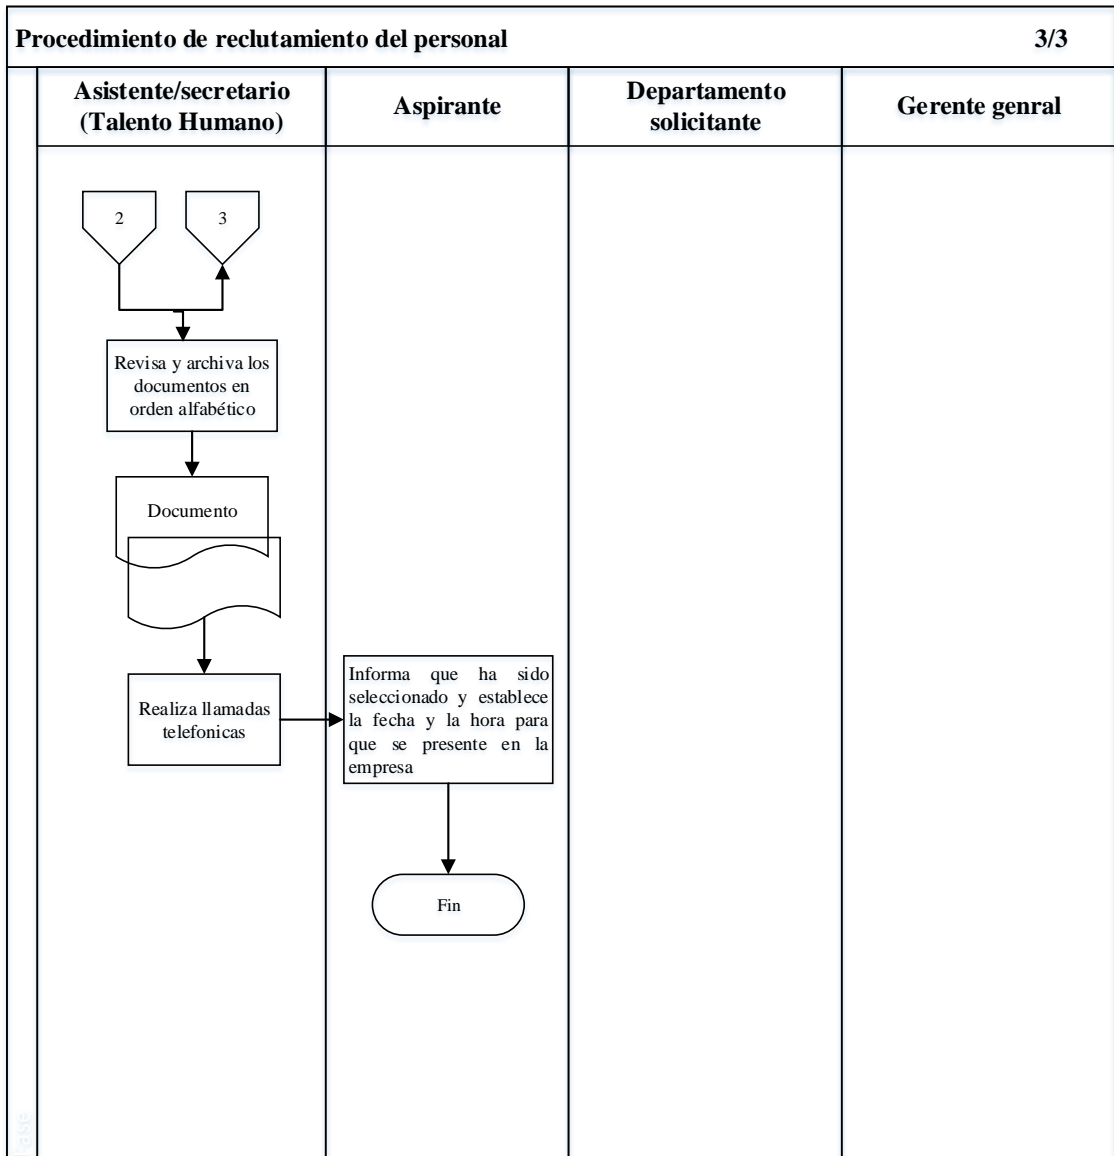 Procedimiento de reclutamiento del personal 3/3
Asistente/secretario
(Talento Humano)
Aspirante
Departamento
solicitante
Gerente genral
2
3
Revisa y archiva los
documentos en
orden alfabético
Documento
Realiza llamadas
telefonicas
Informa que ha sido
seleccionado y establece
la fecha y la hora para
que se presente en la
empresa
Fin
Fase